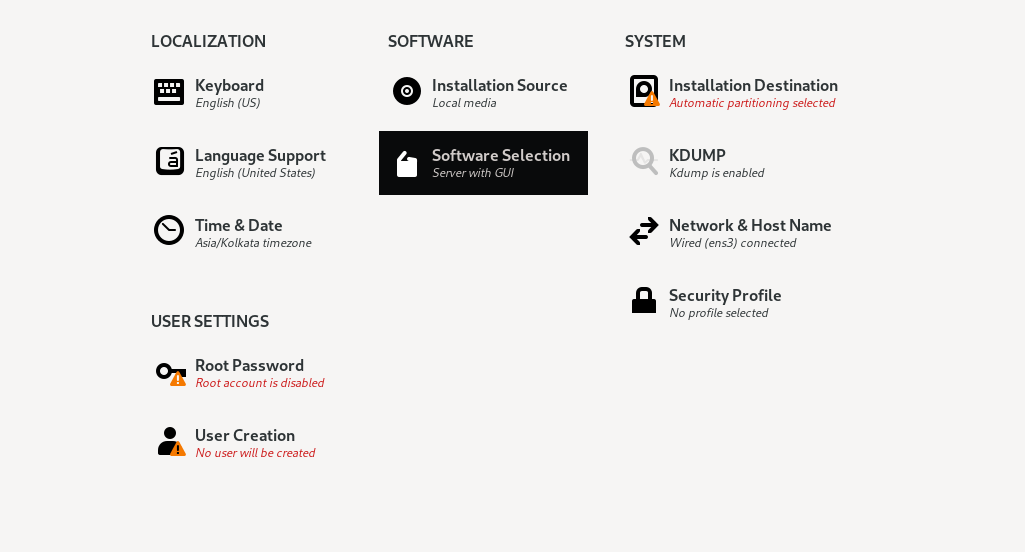 LOCALIZATION
Keyboard
English (US)
Language Support
English (United States)
Time & Date
Asia/Kolkata timezone
USER SETTINGS
Root Password
Root account is disabled
User Creation
No user will be created
SOFTWARE
Installation Source
Local media
Software Selection
Server with GUI
SYSTEM
Installation Destination
Automatic partitioning selected
KDUMP
Kdump is enabled
Network & Host Name
Wired (ens3) connected
Security Profile
No profile selected